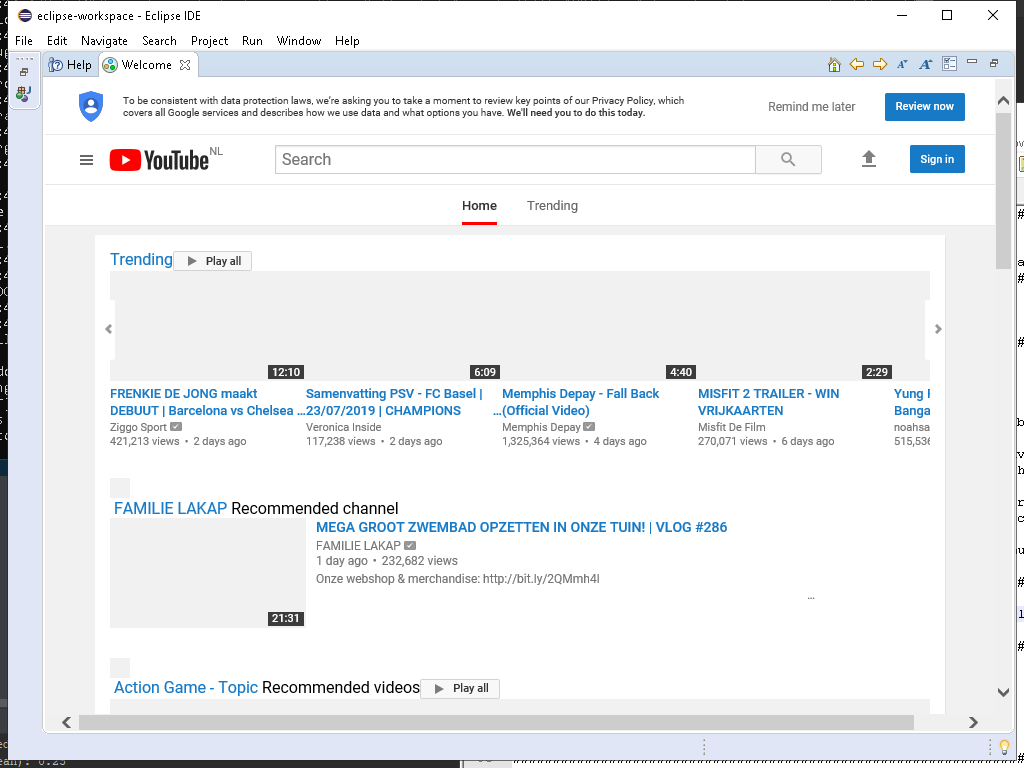 eclipse-workspace - Eclipse IDE
File Edit Navigate Search Project Run Window Help
Help Welcome
To be consistent with data protection laws, we're asking you to take a moment to review key points of our Privacy Policy, which
covers all Google services and describes how we use data and what options you have. We'll need you to do this today.
Remind me later
Review now
YouTube NL
Search
Sign in
Home Trending
Trending Play all
12:10 6:09 4:40 2:29
FRENKIE DE JONG maakt
DEBUUT | Barcelona vs Chelsea ...
Ziggo Sport
421,213 views • 2 days ago
Samenvatting PSV - FC Basel |
23/07/2019 | CHAMPIONS ...
Veronica Inside
117,238 views • 2 days ago
Memphis Depay - Fall Back
(Official Video)
Memphis Depay
1,325,364 views • 4 days ago
MISFIT 2 TRAILER - WIN
VRIJKAARTEN
Misfit De Film
270,071 views • 6 days ago
Yung
Banga
noahsa
515,536
FAMILIE LAKAP Recommended channel
MEGA GROOT ZWEMBAD OPZETTEN IN ONZE TUIN! | VLOG #286
FAMILIE LAKAP
1 day ago • 232,682 views
Onze webshop & merchandise: http://bit.ly/2QMmh4l
...
21:31
Action Game - Topic Recommended videos Play all